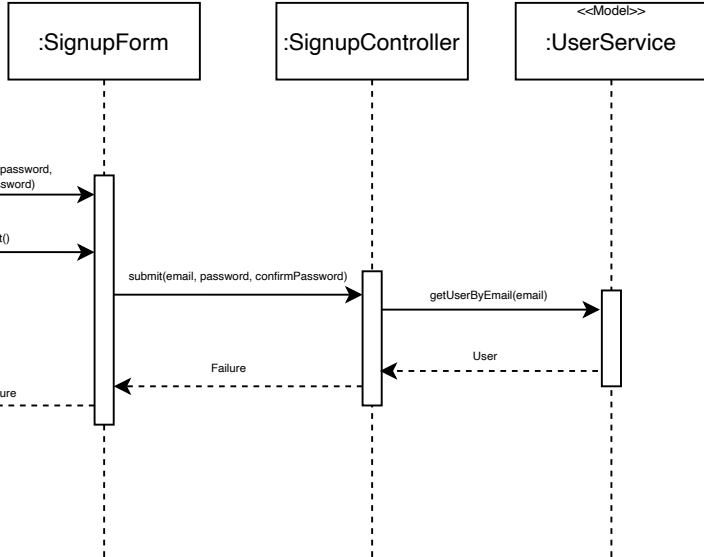 <<Model>>
:SignupForm
:SignupController
:UserService
password,
sword)
t()
submit(email, password, confirmPassword)
getUserByEmail(email)
User
Failure
ure